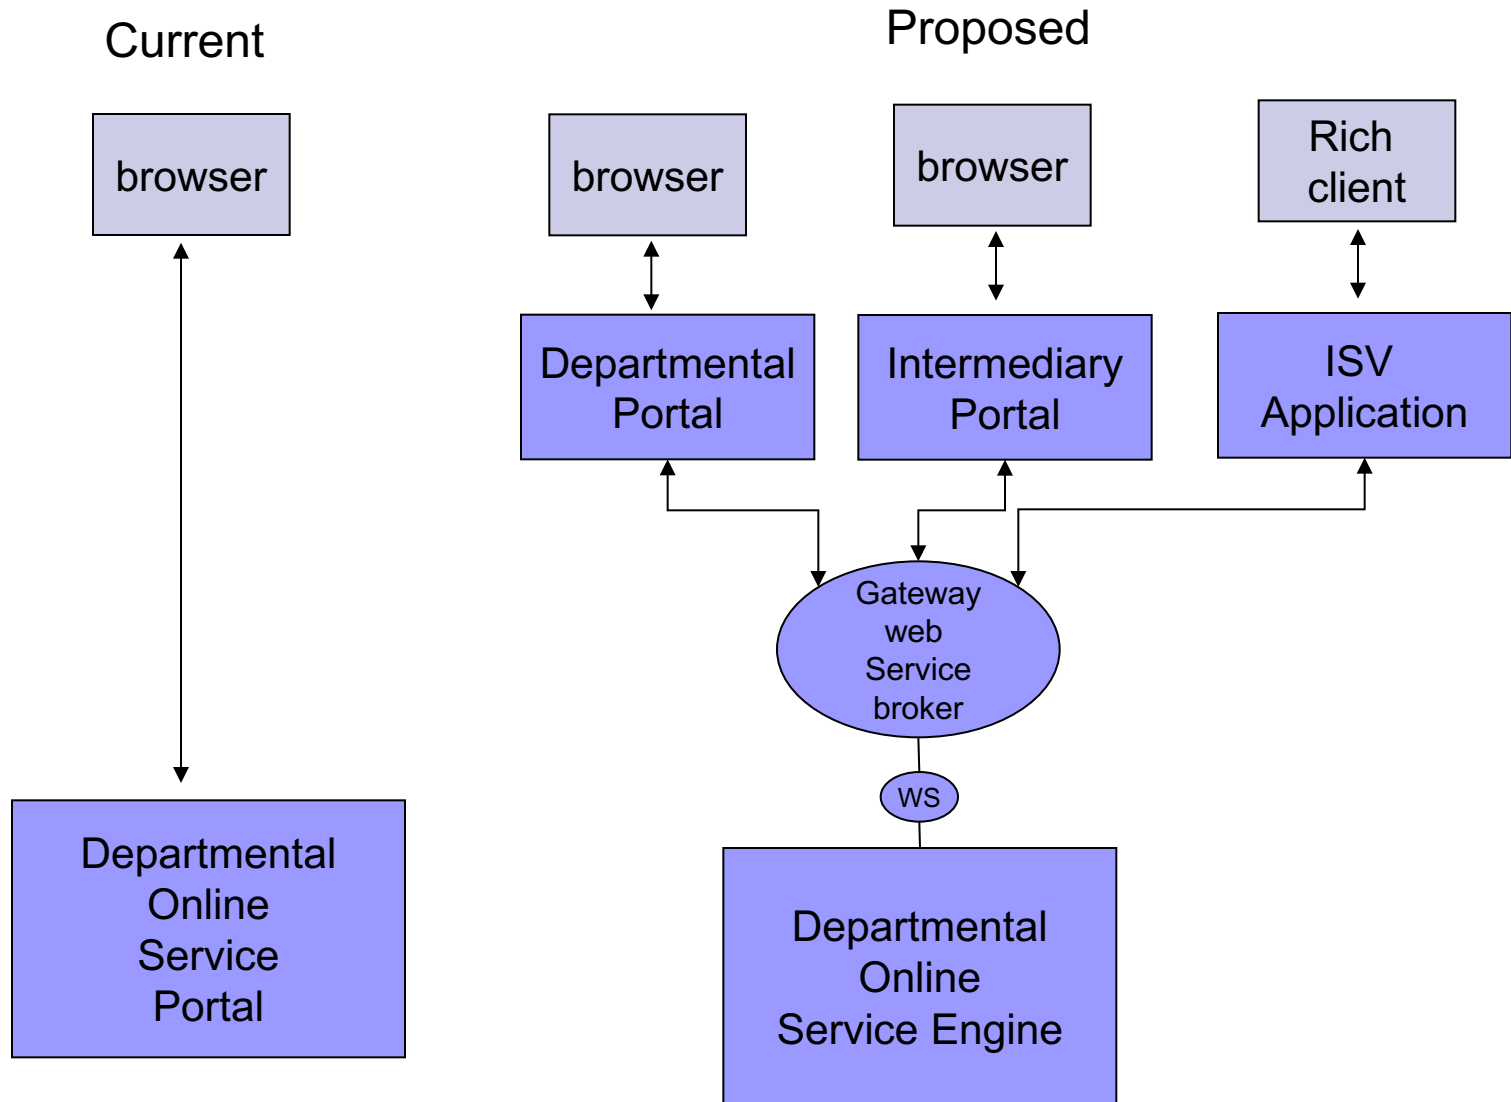 Current
Proposed
browser
browser
browser
Rich
client
Departmental
Portal
Intermediary
Portal
ISV
Application
Gateway
web
Service
broker
WS
Departmental
Online
Service
Portal
Departmental
Online
Service Engine